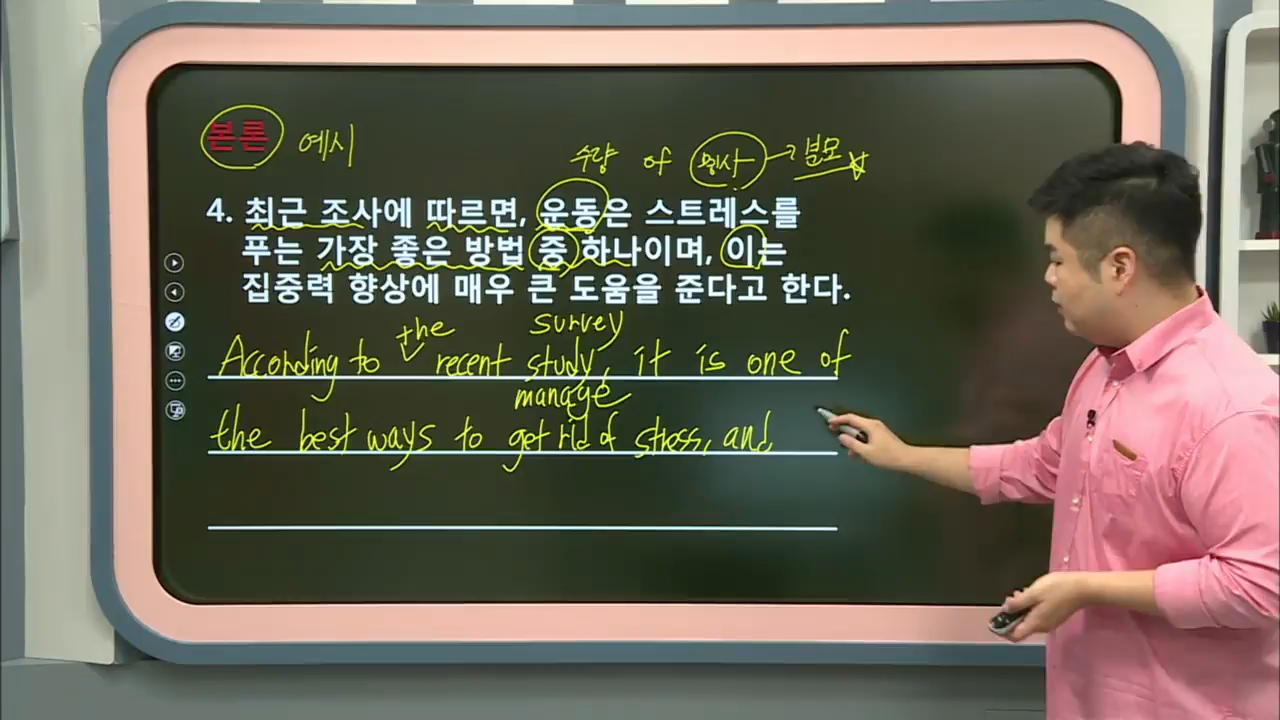 본론 예시
수량 of 명사 → 복모 ☆
4. 최근 조사에 따르면, 운동은 스트레스를
푸는 가장 좋은 방법 중 하나이며, 이는
집중력 향상에 매우 큰 도움을 준다고 한다.
the survey
According to recent study, it is one of
manage
the best ways to get rid of stress, and